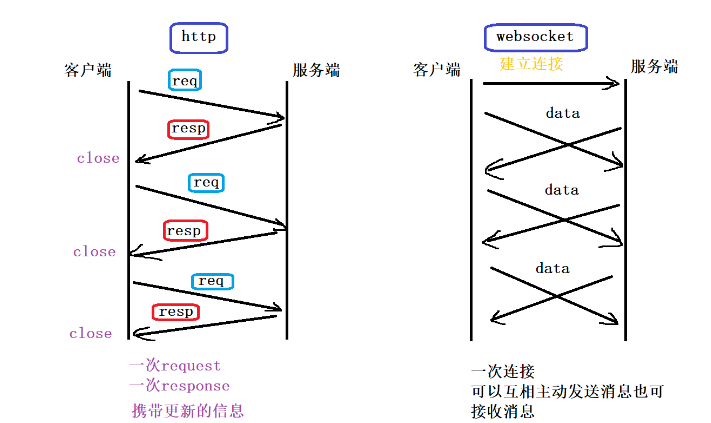 http
客户端
服务端
req
resp
close
req
resp
close
req
resp
close
一次request
一次response
携带更新的信息
websocket
建立连接
客户端
服务端
data
data
data
一次连接
可以互相主动发送消息也可
接收消息